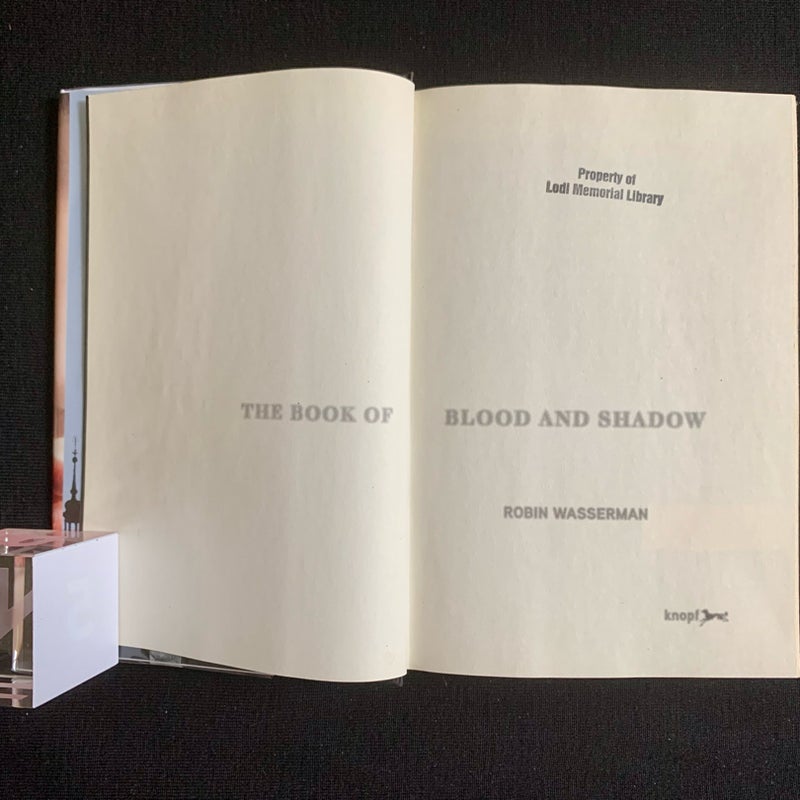 Property of
Lodi Memorial Library
THE BOOK OF BLOOD AND SHADOW
ROBIN WASSERMAN
knopf